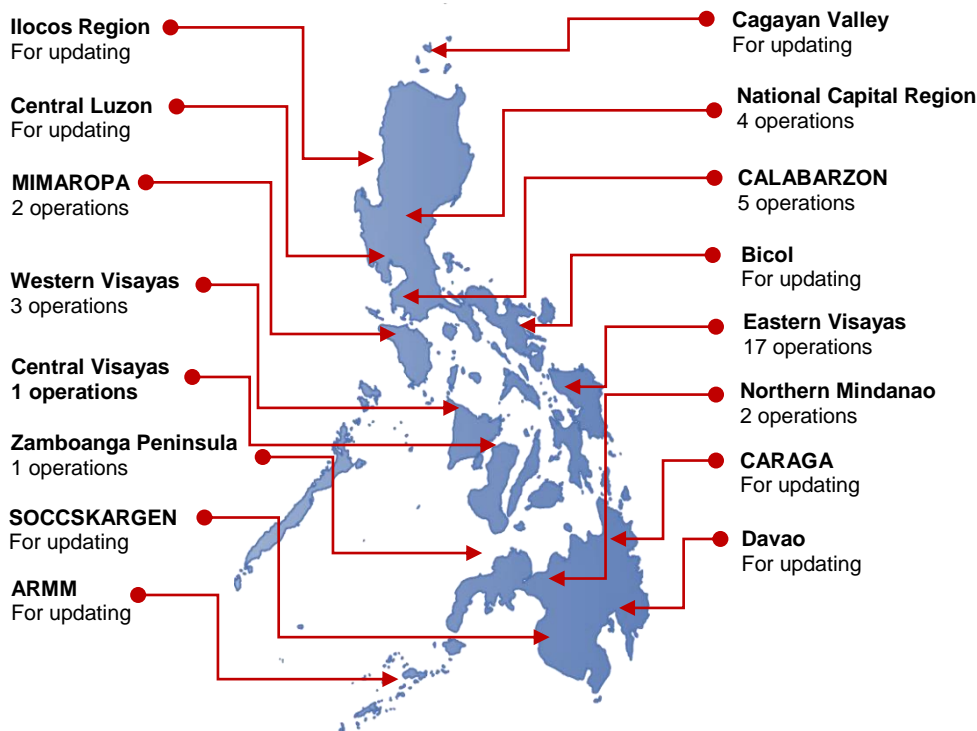 Ilocos Region
For updating
Central Luzon
For updating
MIMAROPA
2 operations
Western Visayas
3 operations
Central Visayas
1 operations
Zamboanga Peninsula
1 operations
SOCCSKARGEN
For updating
ARMM
For updating
Cagayan Valley
For updating
National Capital Region
4 operations
CALABARZON
5 operations
Bicol
For updating
Eastern Visayas
17 operations
Northern Mindanao
2 operations
CARAGA
For updating
Davao
For updating